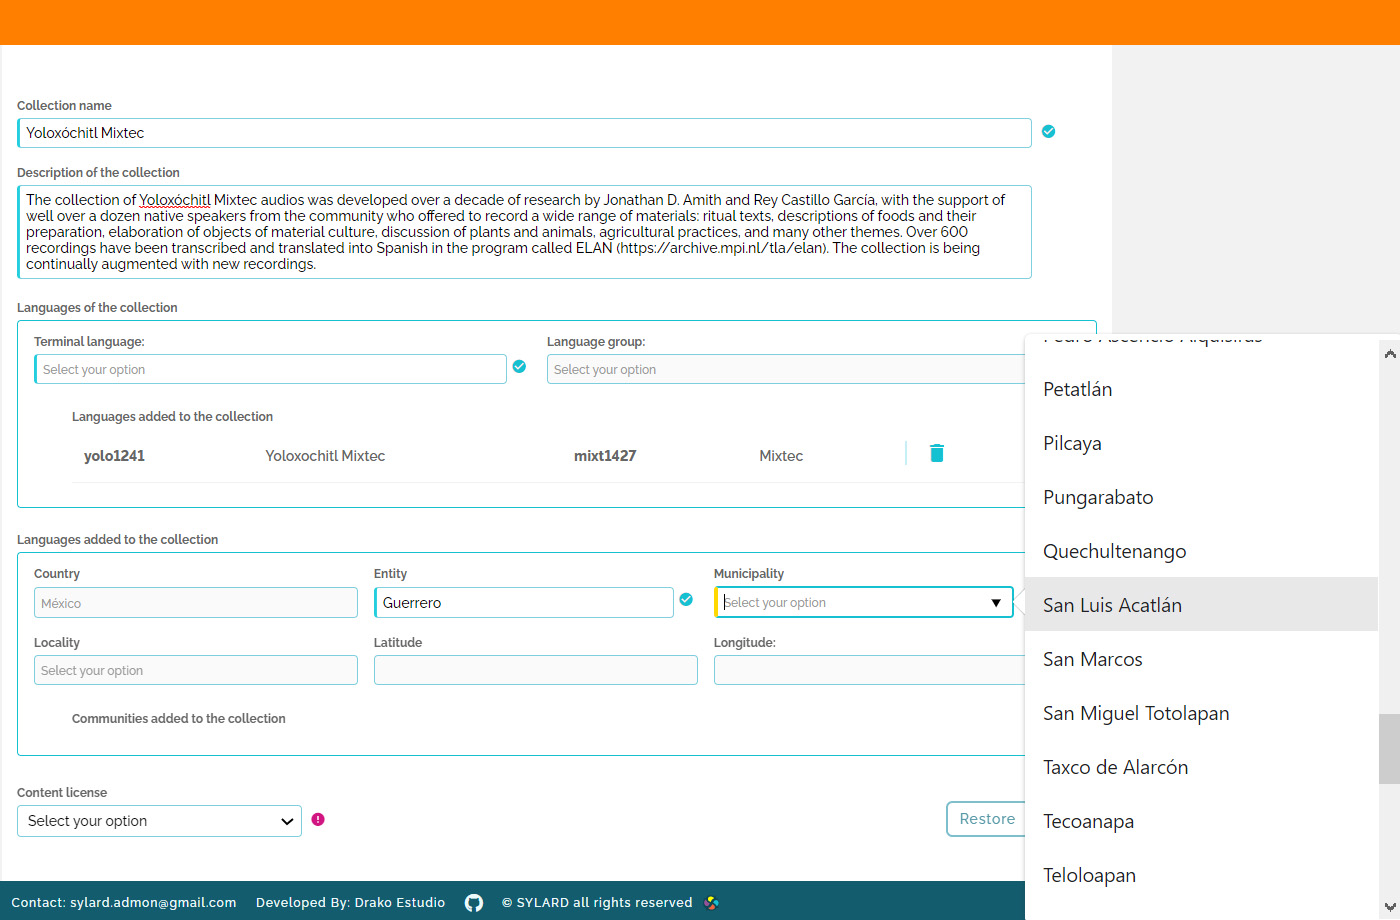 Collection name
Yoloxóchitl Mixtec
Description of the collection
The collection of Yoloxóchitl Mixtec audios was developed over a decade of research by Jonathan D. Amith and Rey Castillo García, with the support of
well over a dozen native speakers from the community who offered to record a wide range of materials: ritual texts, descriptions of foods and their
preparation, elaboration of objects of material culture, discussion of plants and animals, agricultural practices, and many other themes. Over 600
recordings have been transcribed and translated into Spanish in the program called ELAN (https://archive.mpi.nl/tla/elan). The collection is being
continually augmented with new recordings.
Languages of the collection
Terminal language: Language group:
Select your option Select your option
Languages added to the collection
yolo1241 Yoloxochitl Mixtec mixt1427 Mixtec
Languages added to the collection
Country Entity Municipality
México Guerrero Select your option
Locality Latitude Longitude:
Select your option
Communities added to the collection
Content license
Select your option
Restore
Petatlán
Pilcaya
Pungarabato
Quechultenango
San Luis Acatlán
San Marcos
San Miguel Totolapan
Taxco de Alarcón
Tecoanapa
Teloloapan
Contact: sylard.admon@gmail.com Developed By: Drako Estudio © SYLARD all rights reserved